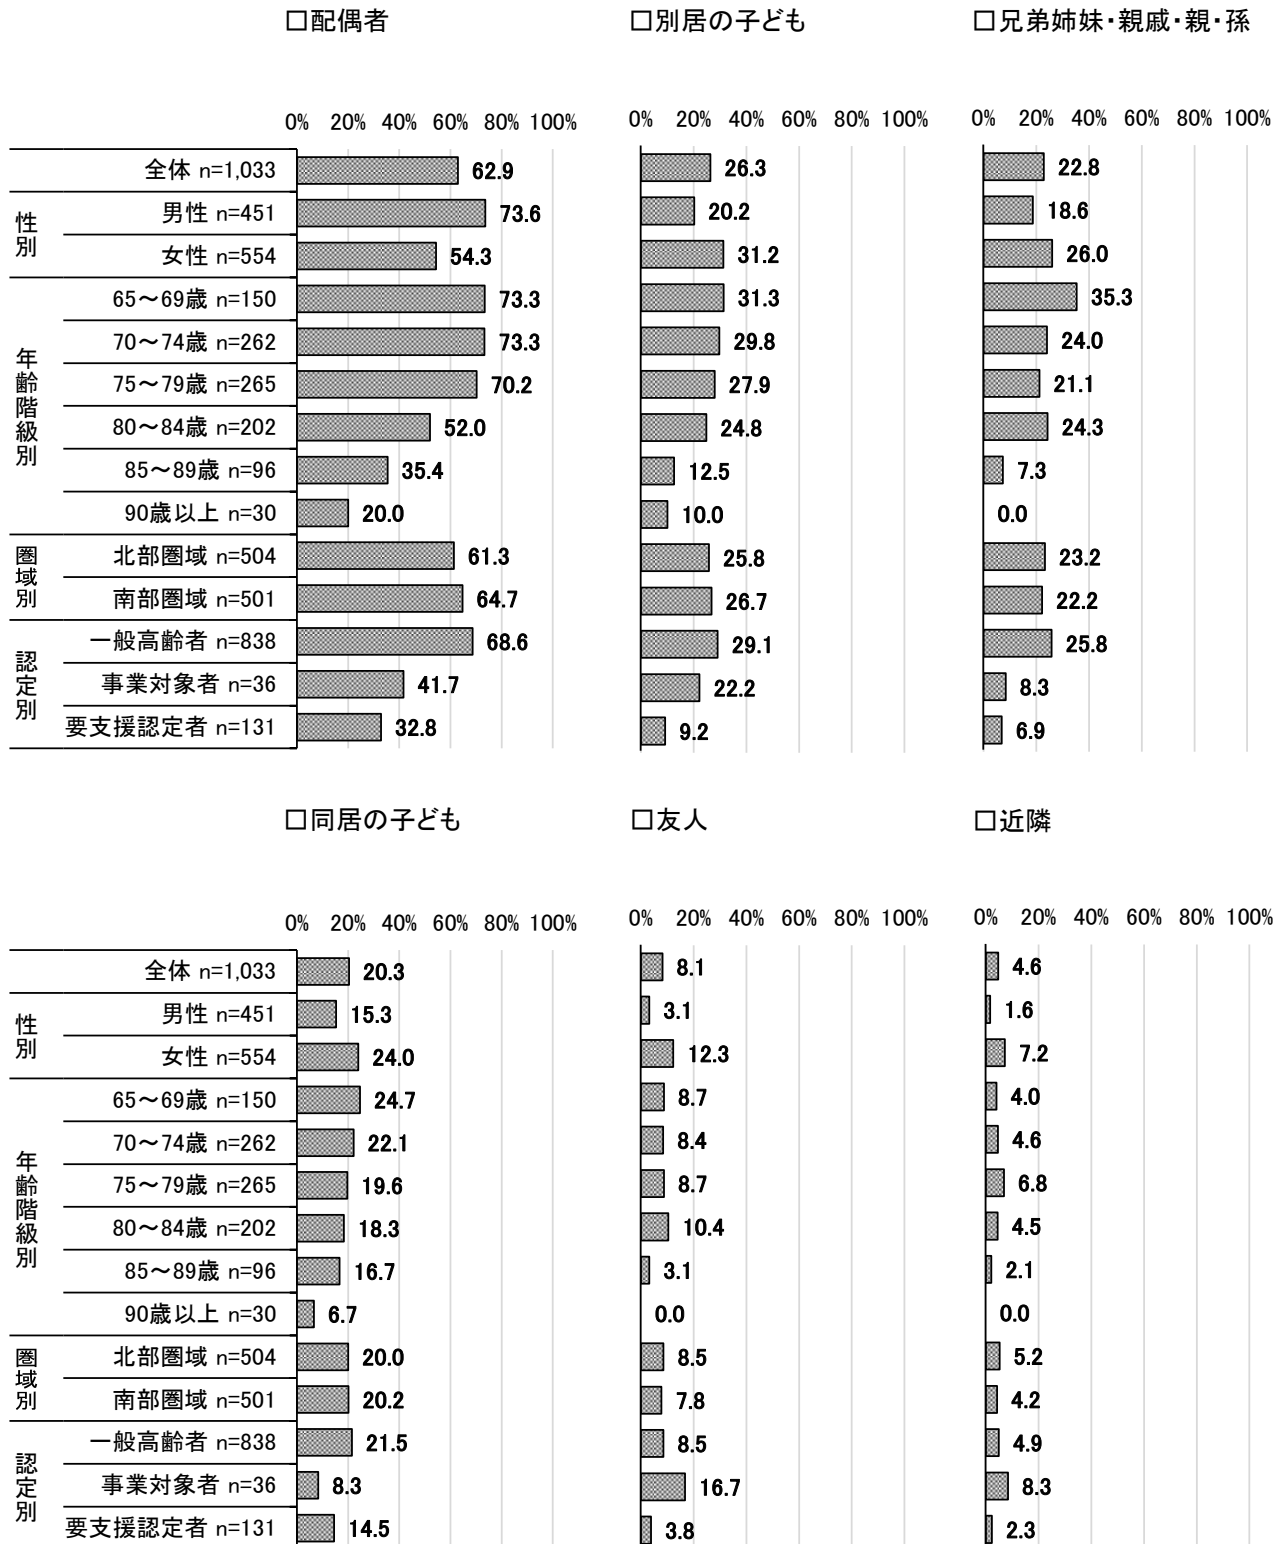 □配偶者 □別居の子ども □兄弟姉妹・親戚・親・孫
0% 20% 40% 60% 80% 100% 0% 20% 40% 60% 80% 100% 0% 20% 40% 60% 80% 100%
全体 n=1,033 62.9 26.3 22.8
性別
男性 n=451 73.6 20.2 18.6
女性 n=554 54.3 31.2 26.0
年齢階級別
65～69歳 n=150 73.3 31.3 35.3
70～74歳 n=262 73.3 29.8 24.0
75～79歳 n=265 70.2 27.9 21.1
80～84歳 n=202 52.0 24.8 24.3
85～89歳 n=96 35.4 12.5 7.3
90歳以上 n=30 20.0 10.0 0.0
圏域別
北部圏域 n=504 61.3 25.8 23.2
南部圏域 n=501 64.7 26.7 22.2
認定別
一般高齢者 n=838 68.6 29.1 25.8
事業対象者 n=36 41.7 22.2 8.3
要支援認定者 n=131 32.8 9.2 6.9
□同居の子ども □友人 □近隣
0% 20% 40% 60% 80% 100% 0% 20% 40% 60% 80% 100% 0% 20% 40% 60% 80% 100%
全体 n=1,033 20.3 8.1 4.6
性別
男性 n=451 15.3 3.1 1.6
女性 n=554 24.0 12.3 7.2
年齢階級別
65～69歳 n=150 24.7 8.7 4.0
70～74歳 n=262 22.1 8.4 4.6
75～79歳 n=265 19.6 8.7 6.8
80～84歳 n=202 18.3 10.4 4.5
85～89歳 n=96 16.7 3.1 2.1
90歳以上 n=30 6.7 0.0 0.0
圏域別
北部圏域 n=504 20.0 8.5 5.2
南部圏域 n=501 20.2 7.8 4.2
認定別
一般高齢者 n=838 21.5 8.5 4.9
事業対象者 n=36 8.3 16.7 8.3
要支援認定者 n=131 14.5 3.8 2.3